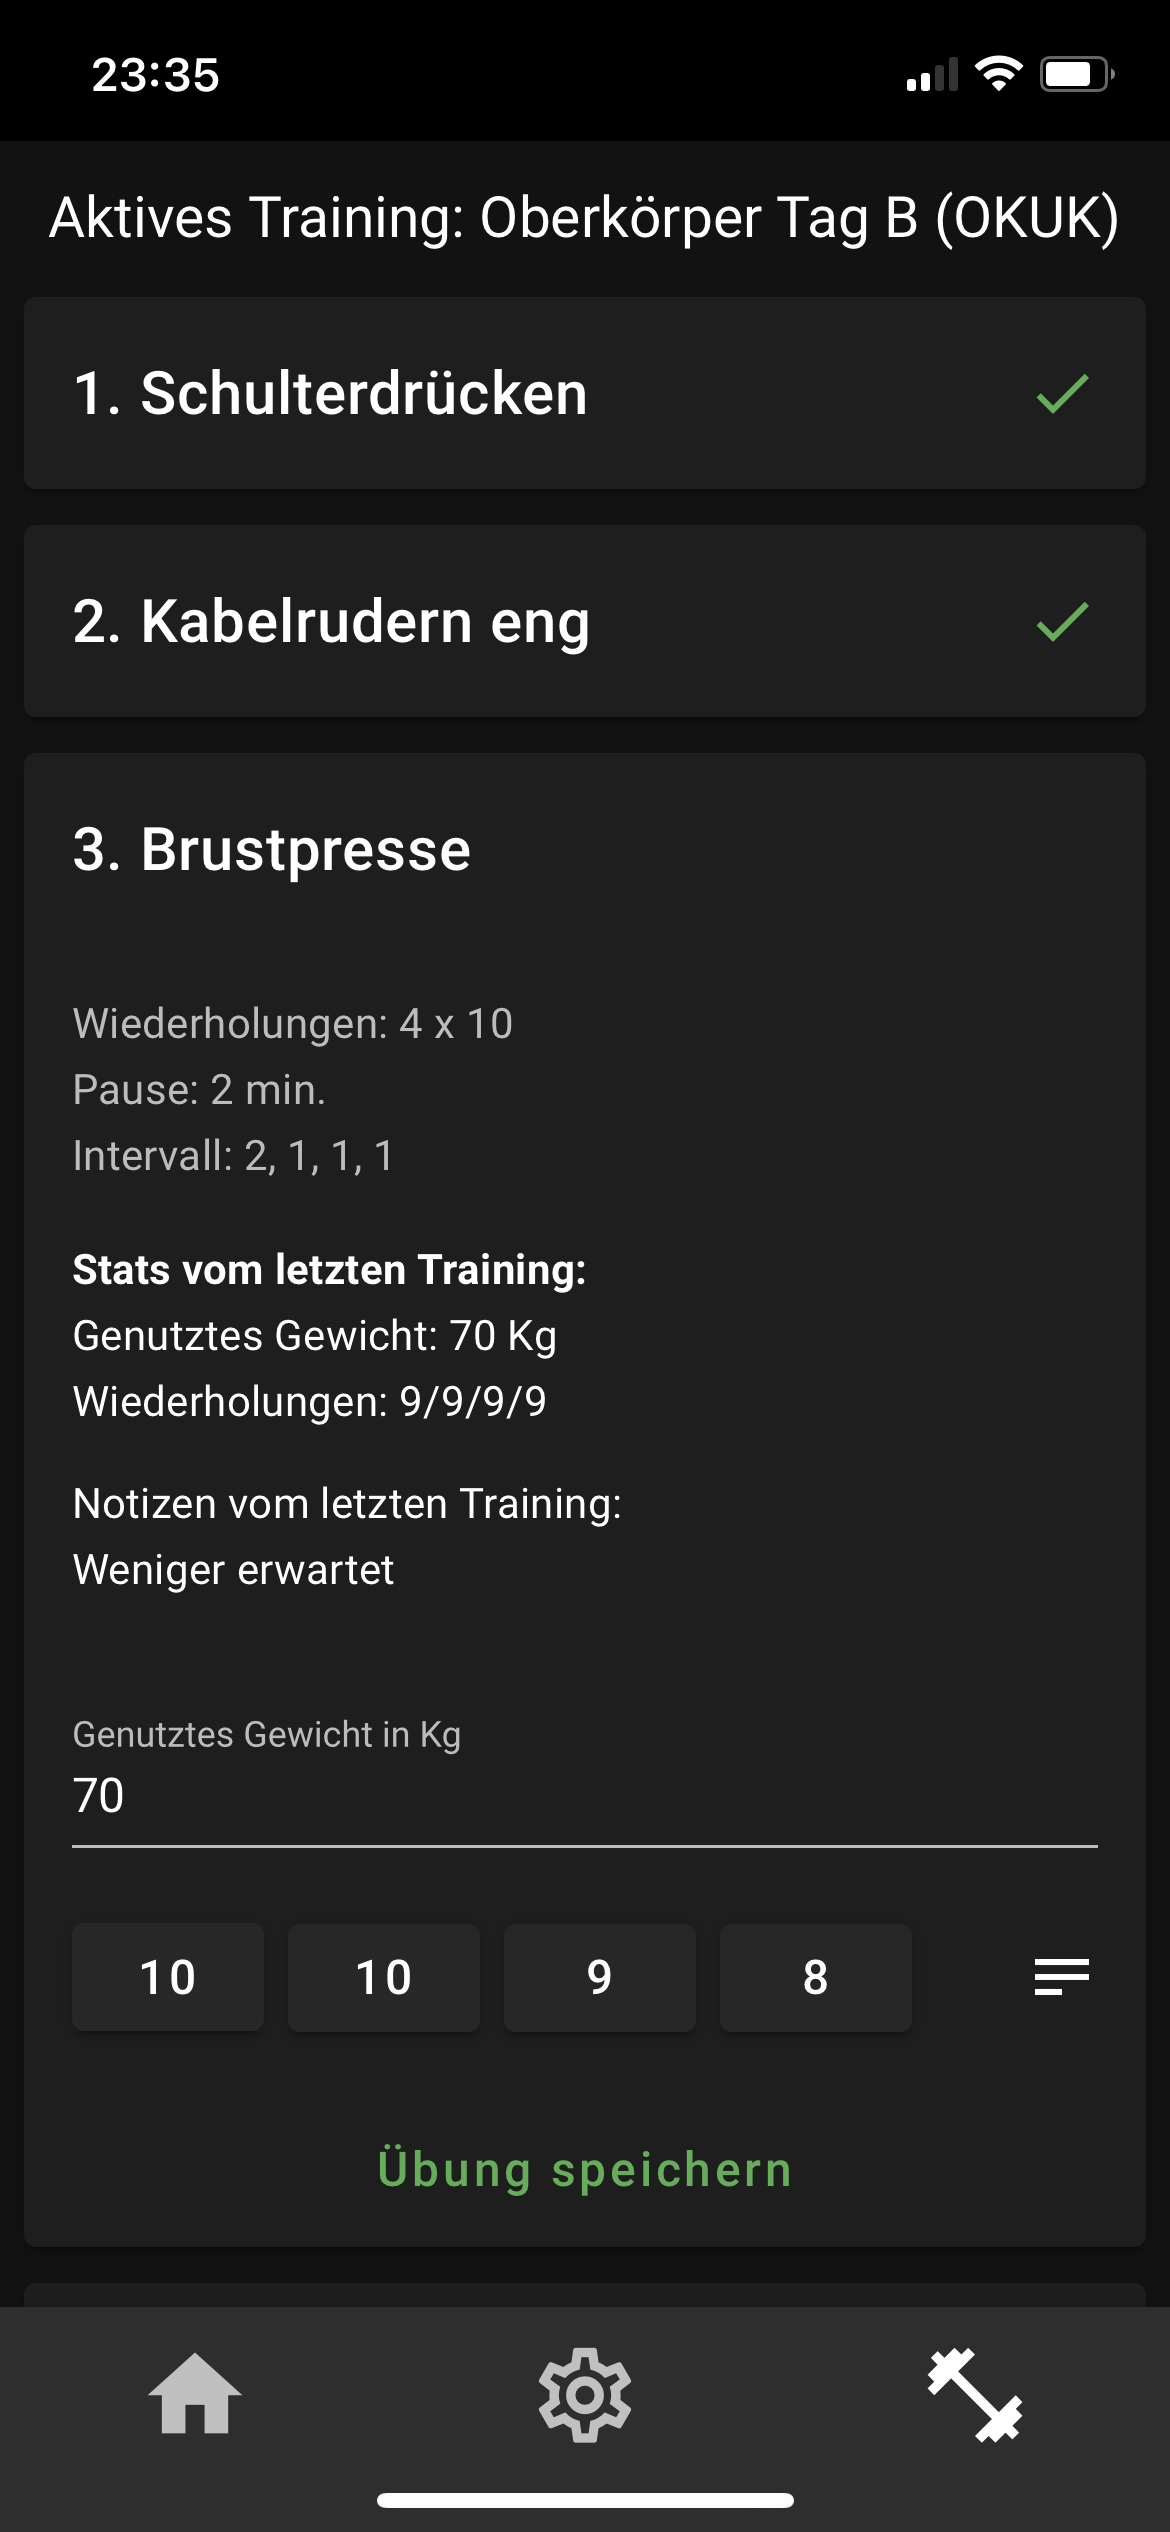 23:35
Aktives Training: Oberkörper Tag B (OKUK)
1. Schulterdrücken
2. Kabelrudern eng
3. Brustpresse
Wiederholungen: 4 x 10
Pause: 2 min.
Intervall: 2, 1, 1, 1
Stats vom letzten Training:
Genutztes Gewicht: 70 Kg
Wiederholungen: 9/9/9/9
Notizen vom letzten Training:
Weniger erwartet
Genutztes Gewicht in Kg
70
10 10 9 8
Übung speichern